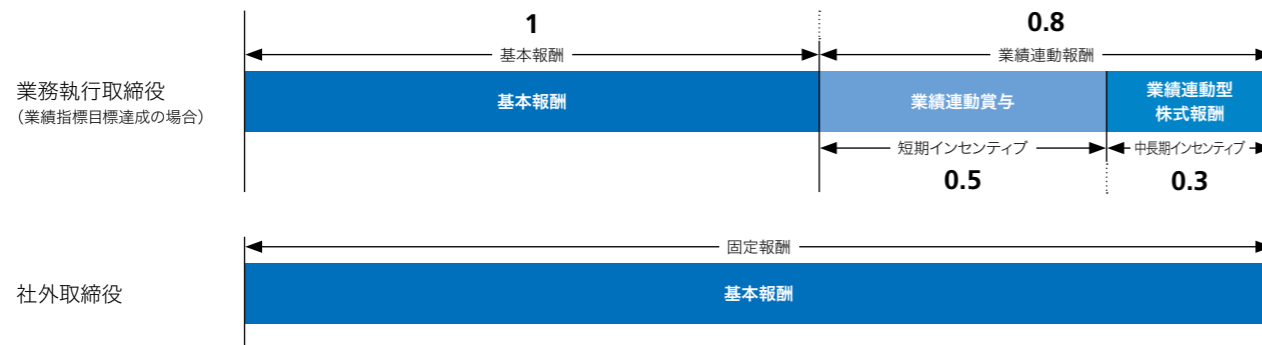 1
0.8
基本報酬
業績連動報酬
業務執行取締役
（業績指標目標達成の場合）
基本報酬
業績連動賞与
業績連動型
株式報酬
短期インセンティブ
中長期インセンティブ
0.5
0.3
固定報酬
社外取締役
基本報酬